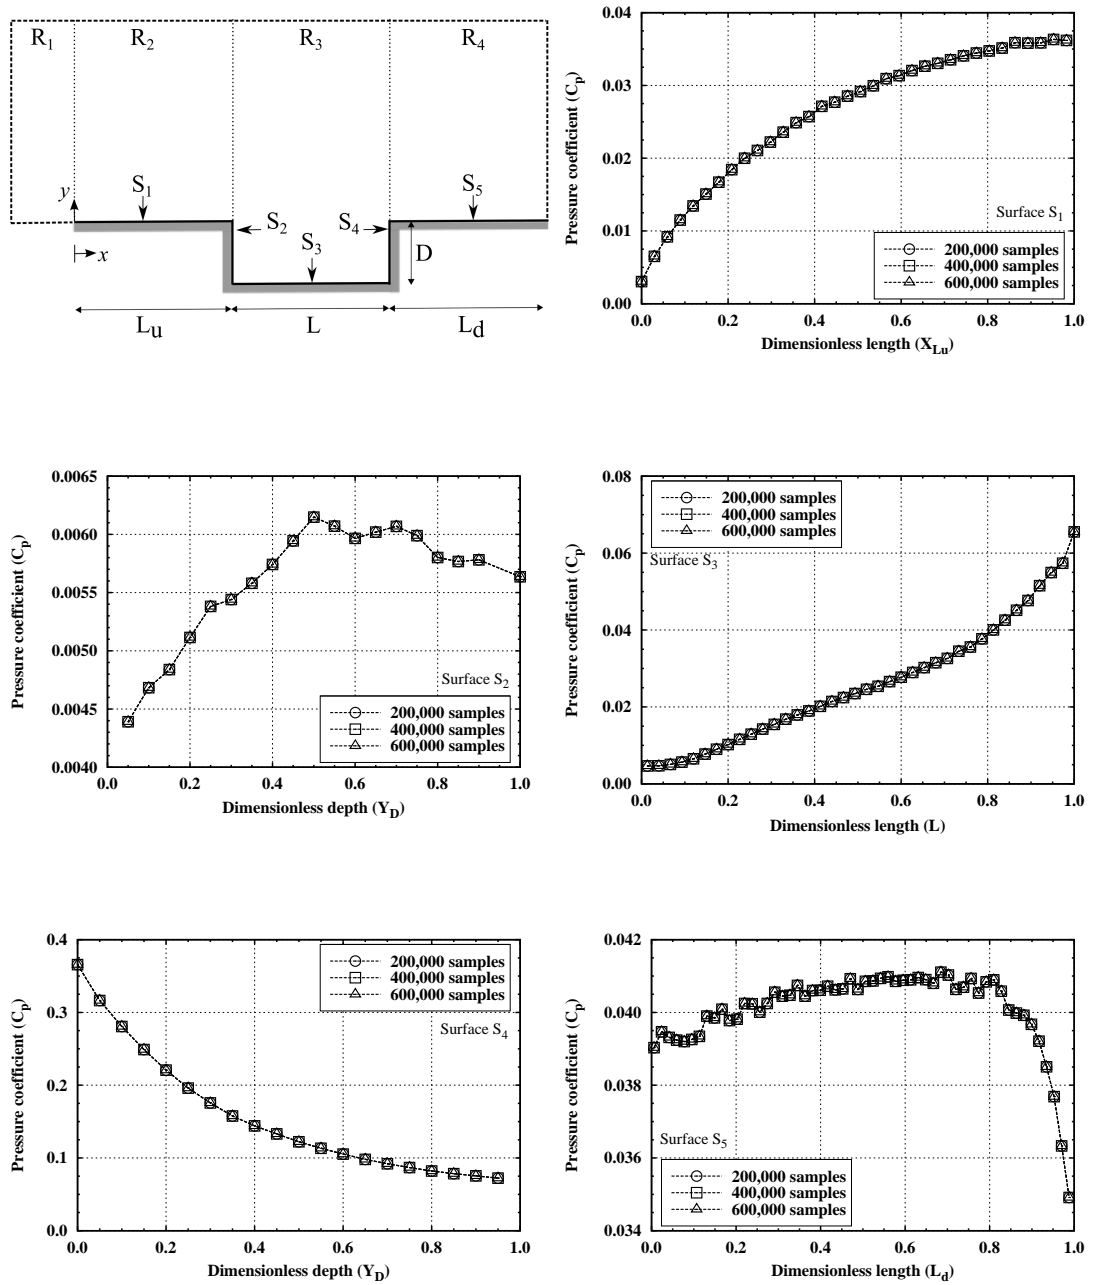 R1 R2 R3 R4
y
S1 S5
S2 S3 S4
D
x
Lu L Ld
Pressure coefficient (Cp)
0.04
0.03
0.02
0.01
0.00
Surface S1
200,000 samples
400,000 samples
600,000 samples
0.0 0.2 0.4 0.6 0.8 1.0
Dimensionless length (XLu)
Pressure coefficient (Cp)
0.0065
0.0060
0.0055
0.0050
0.0045
0.0040
Surface S2
200,000 samples
400,000 samples
600,000 samples
0.0 0.2 0.4 0.6 0.8 1.0
Dimensionless depth (YD)
Pressure coefficient (Cp)
0.08
0.06
0.04
0.02
0.00
200,000 samples
400,000 samples
600,000 samples
Surface S3
0.0 0.2 0.4 0.6 0.8 1.0
Dimensionless length (L)
Pressure coefficient (Cp)
0.4
0.3
0.2
0.1
0.0
200,000 samples
400,000 samples
600,000 samples
Surface S4
0.0 0.2 0.4 0.6 0.8 1.0
Dimensionless depth (YD)
Pressure coefficient (Cp)
0.042
0.040
0.038
0.036
0.034
Surface S5
200,000 samples
400,000 samples
600,000 samples
0.0 0.2 0.4 0.6 0.8 1.0
Dimensionless length (Ld)